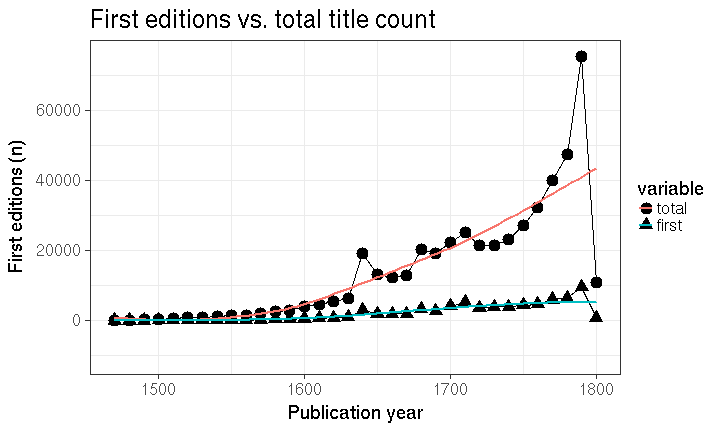 First editions vs. total title count
First editions (n)
60000
40000
20000
0
1500 1600 1700 1800
Publication year
variable
total
first